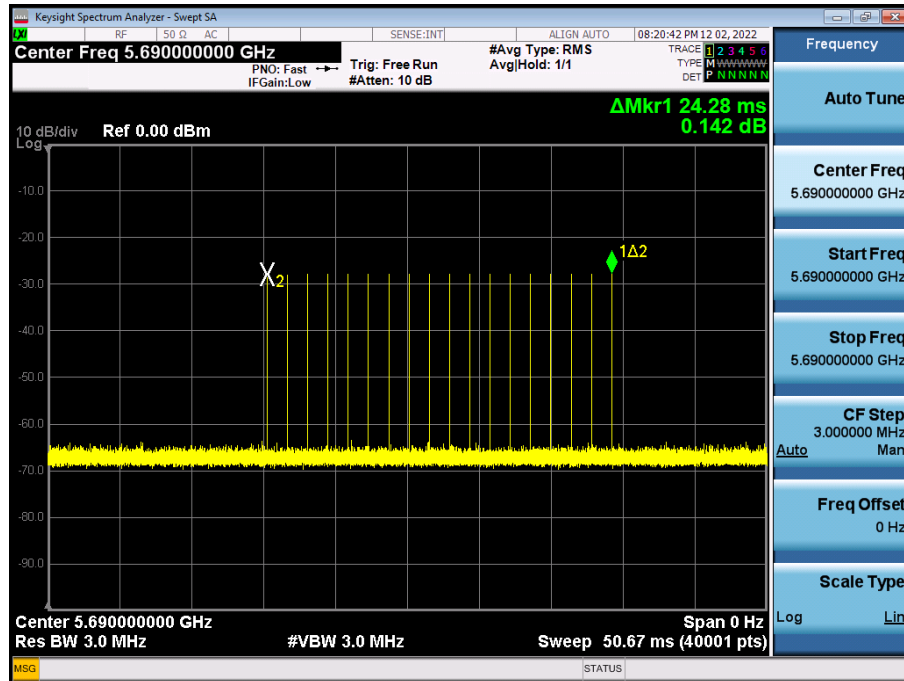 Keysight Spectrum Analyzer - Swept SA
LXI RF 50 Ω AC SENSE:INT ALIGN AUTO 08:20:42 PM 12 02, 2022
Center Freq 5.690000000 GHz
PNO: Fast
IFGain:Low
Trig: Free Run
#Atten: 10 dB
#Avg Type: RMS
Avg|Hold: 1/1
TRACE 1 2 3 4 5 6
TYPE M WWWWW
DET P N N N N N
ΔMkr1 24.28 ms
0.142 dB
10 dB/div Ref 0.00 dBm
Log
-10.0
-20.0
-30.0
-40.0
-50.0
-60.0
-70.0
-80.0
-90.0
X2
1Δ2
Center 5.690000000 GHz Span 0 Hz
Res BW 3.0 MHz #VBW 3.0 MHz Sweep 50.67 ms (40001 pts)
MSG STATUS
Frequency
Auto Tune
Center Freq
5.690000000 GHz
Start Freq
5.690000000 GHz
Stop Freq
5.690000000 GHz
CF Step
3.000000 MHz
Auto Man
Freq Offset
0 Hz
Scale Type
Log Lin